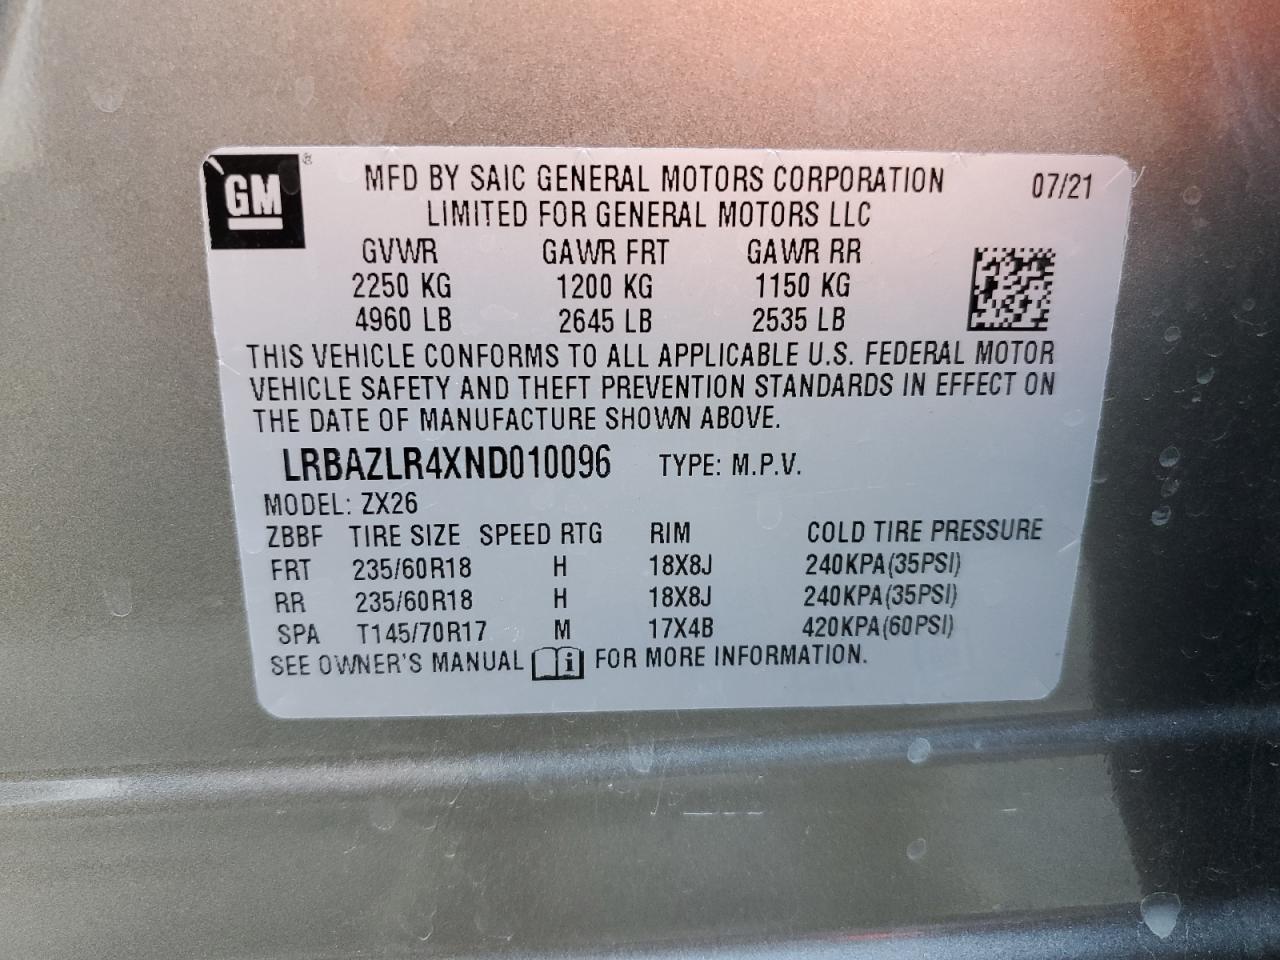 GM ®
MFD BY SAIC GENERAL MOTORS CORPORATION 07/21
LIMITED FOR GENERAL MOTORS LLC
GVWR GAWR FRT GAWR RR
2250 KG 1200 KG 1150 KG
4960 LB 2645 LB 2535 LB
THIS VEHICLE CONFORMS TO ALL APPLICABLE U.S. FEDERAL MOTOR
VEHICLE SAFETY AND THEFT PREVENTION STANDARDS IN EFFECT ON
THE DATE OF MANUFACTURE SHOWN ABOVE.
LRBAZLR4XND010096 TYPE: M.P.V.
MODEL: ZX26
ZBBF TIRE SIZE SPEED RTG RIM COLD TIRE PRESSURE
FRT 235/60R18 H 18X8J 240KPA(35PSI)
RR 235/60R18 H 18X8J 240KPA(35PSI)
SPA T145/70R17 M 17X4B 420KPA(60PSI)
SEE OWNER'S MANUAL i FOR MORE INFORMATION.